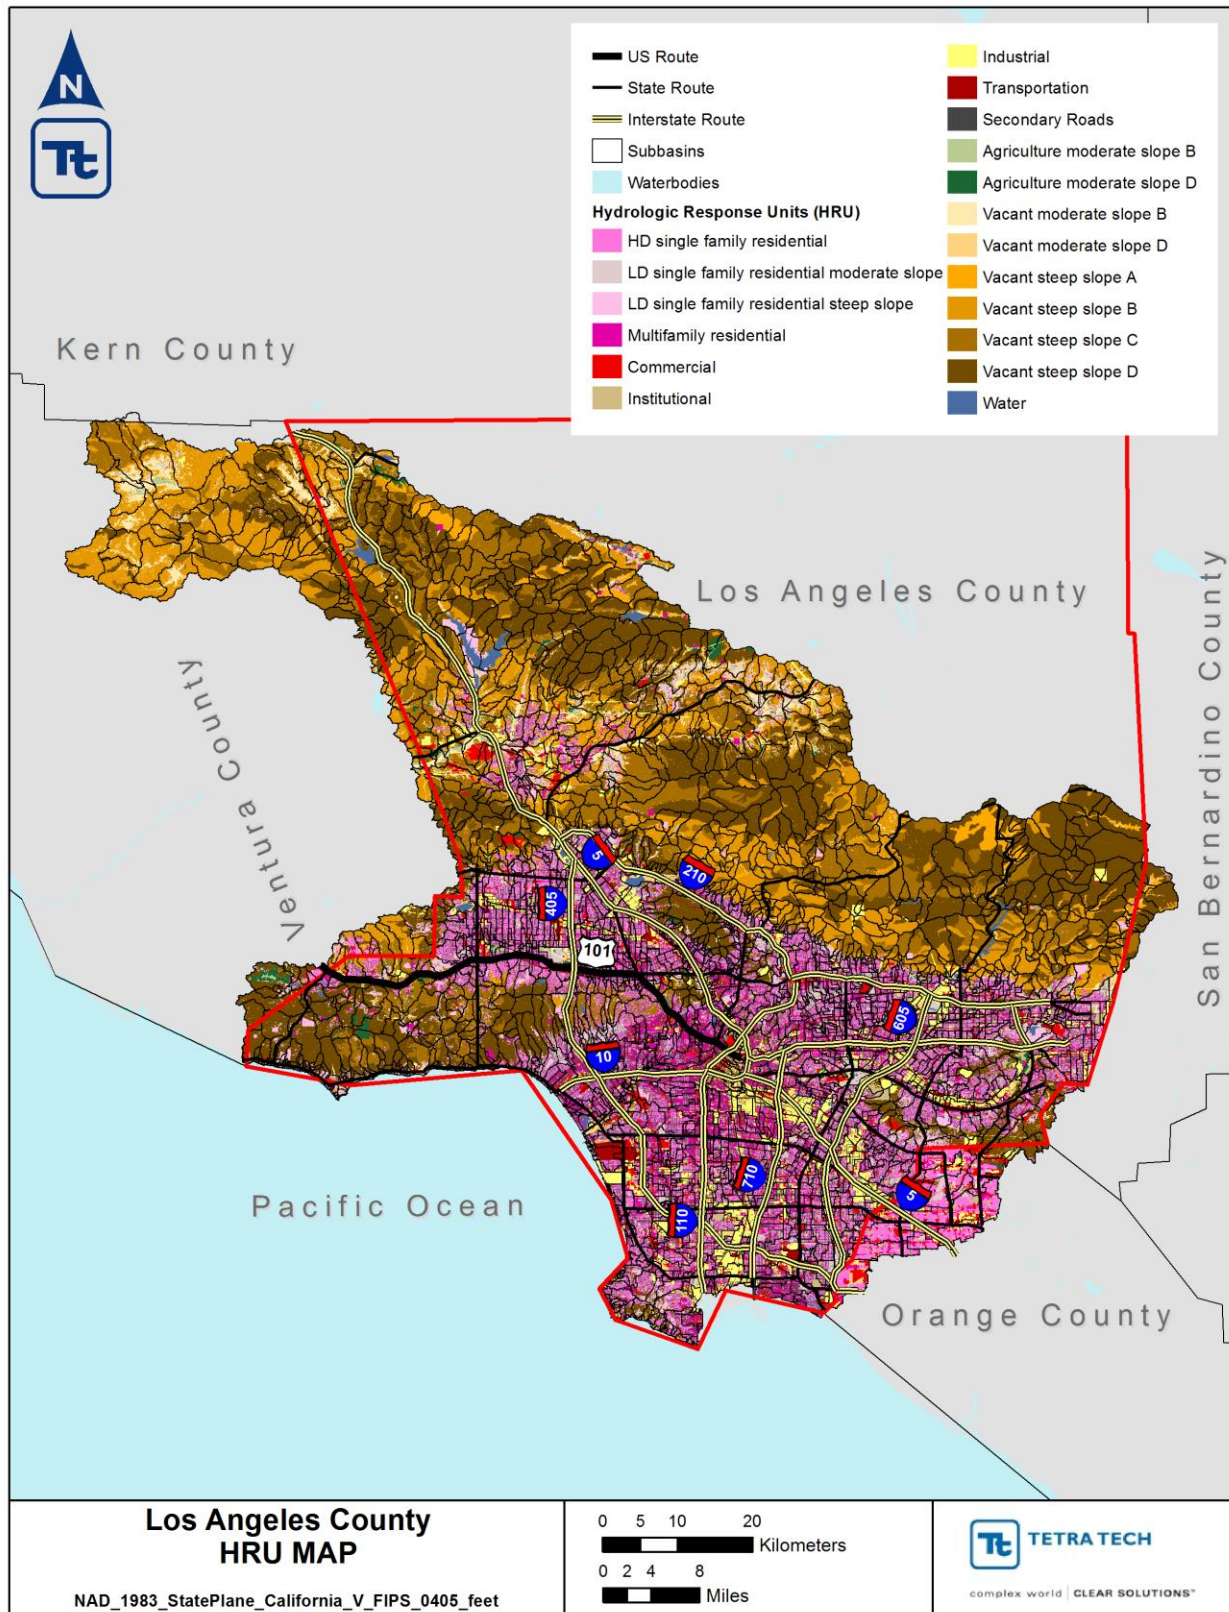 N
Tt
US Route
State Route
Interstate Route
Subbasins
Waterbodies
Hydrologic Response Units (HRU)
HD single family residential
LD single family residential moderate slope
LD single family residential steep slope
Multifamily residential
Commercial
Institutional
Industrial
Transportation
Secondary Roads
Agriculture moderate slope B
Agriculture moderate slope D
Vacant moderate slope B
Vacant moderate slope D
Vacant steep slope A
Vacant steep slope B
Vacant steep slope C
Vacant steep slope D
Water
Kern County
Los Angeles County
San Bernardino County
Ventura County
5
210
405
101
605
10
710
5
110
Pacific Ocean
Orange County
Los Angeles County
HRU MAP
NAD_1983_StatePlane_California_V_FIPS_0405_feet
0 5 10 20
Kilometers
0 2 4 8
Miles
Tt TETRA TECH
complex world | CLEAR SOLUTIONS™